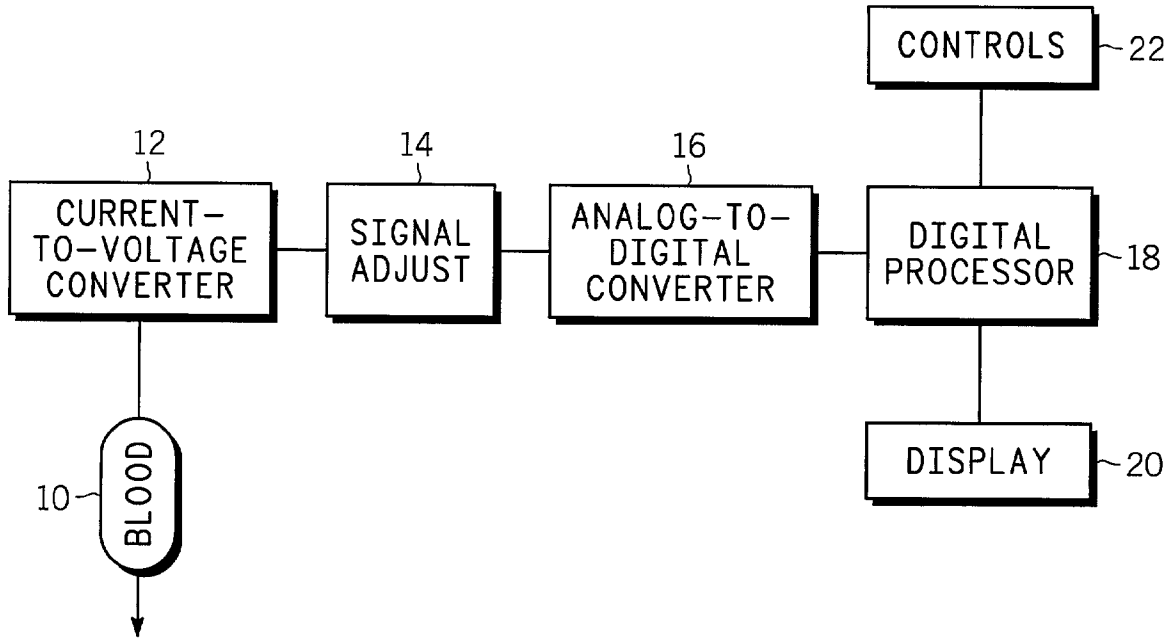 CONTROLS
22
12
14
16
CURRENT-
TO-VOLTAGE
CONVERTER
SIGNAL
ADJUST
ANALOG-TO-
DIGITAL
CONVERTER
DIGITAL
PROCESSOR
18
BLOOD
10
DISPLAY
20